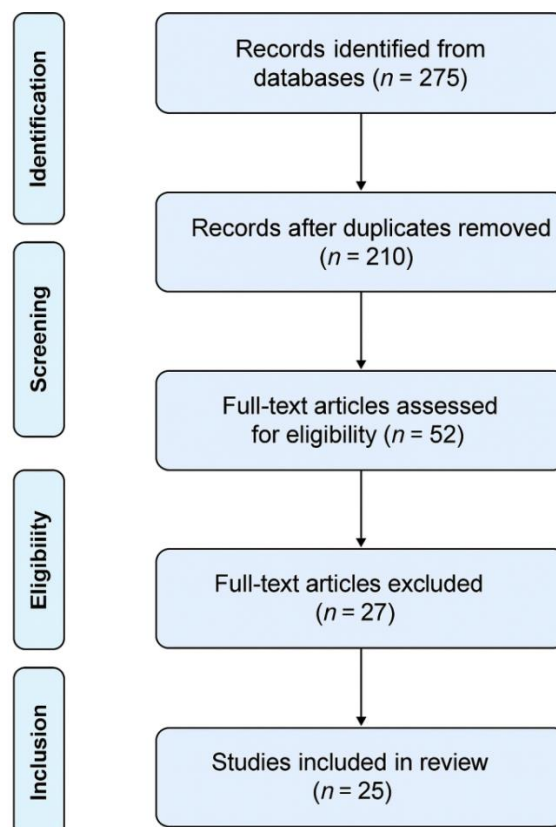 Identification
Records identified from
databases (n = 275)
Records after duplicates removed
(n = 210)
Screening
Full-text articles assessed
for eligibility (n = 52)
Eligibility
Full-text articles excluded
(n = 27)
Inclusion
Studies included in review
(n = 25)